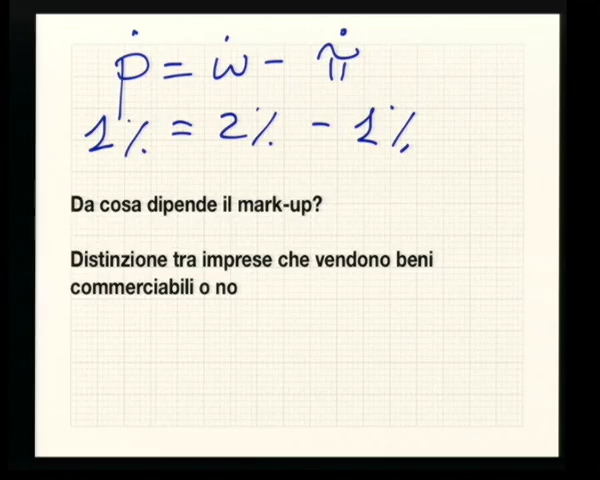 ṗ = ẇ - π̇
1% = 2% - 1%
Da cosa dipende il mark-up?
Distinzione tra imprese che vendono beni
commerciabili o no